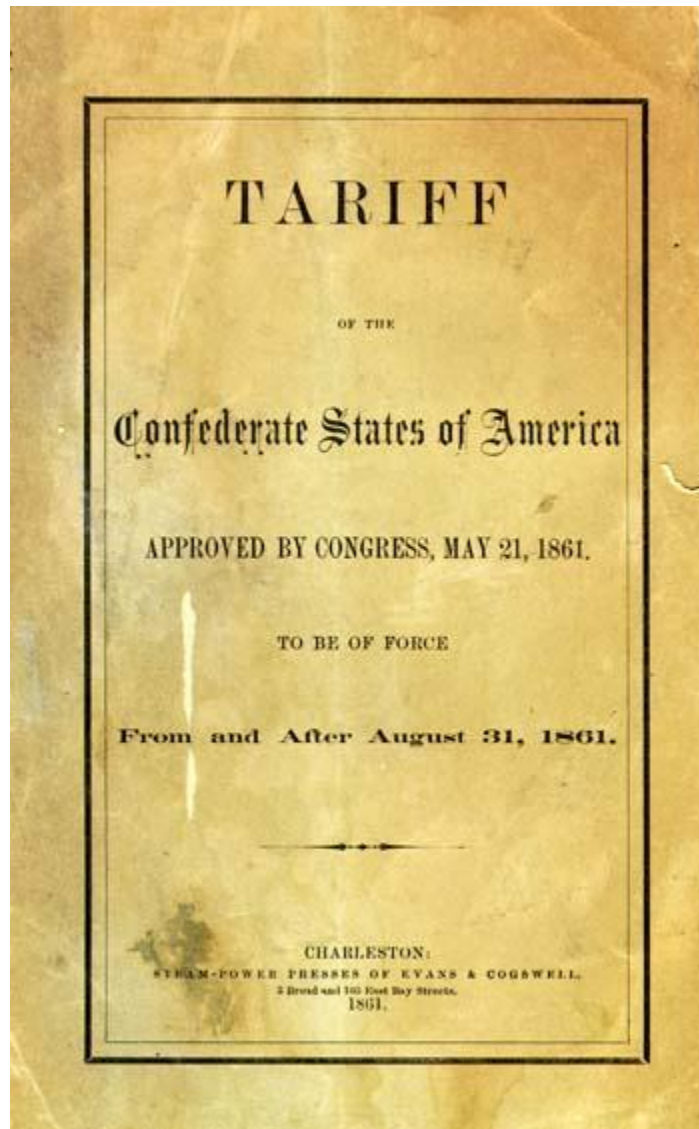 TARIFF
OF THE
Confederate States of America
APPROVED BY CONGRESS, MAY 21, 1861.
TO BE OF FORCE
From and After August 31, 1861.
CHARLESTON:
STEAM-POWER PRESSES OF EVANS & COGSWELL,
3 Broad and 103 East Bay Streets.
1861.